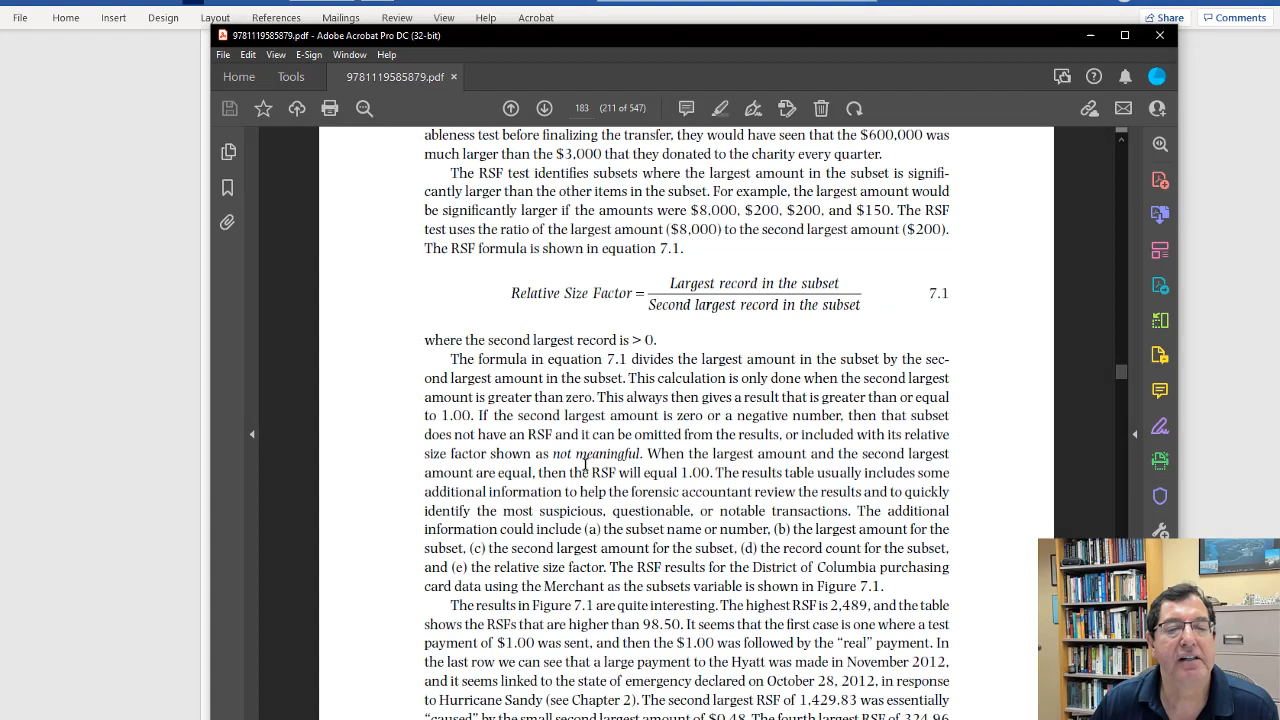 File Home Insert Design Layout References Mailings Review View Help Acrobat Share Comments
9781119585879.pdf - Adobe Acrobat Pro DC (32-bit)
File Edit View E-Sign Window Help
Home Tools 9781119585879.pdf ×
183 (211 of 547)
ableness test before finalizing the transfer, they would have seen that the $600,000 was
much larger than the $3,000 that they donated to the charity every quarter.
The RSF test identifies subsets where the largest amount in the subset is signifi-
cantly larger than the other items in the subset. For example, the largest amount would
be significantly larger if the amounts were $8,000, $200, $200, and $150. The RSF
test uses the ratio of the largest amount ($8,000) to the second largest amount ($200).
The RSF formula is shown in equation 7.1.
Relative Size Factor = Largest record in the subset / Second largest record in the subset 7.1
where the second largest record is > 0.
The formula in equation 7.1 divides the largest amount in the subset by the sec-
ond largest amount in the subset. This calculation is only done when the second largest
amount is greater than zero. This always then gives a result that is greater than or equal
to 1.00. If the second largest amount is zero or a negative number, then that subset
does not have an RSF and it can be omitted from the results, or included with its relative
size factor shown as not meaningful. When the largest amount and the second largest
amount are equal, then the RSF will equal 1.00. The results table usually includes some
additional information to help the forensic accountant review the results and to quickly
identify the most suspicious, questionable, or notable transactions. The additional
information could include (a) the subset name or number, (b) the largest amount for the
subset, (c) the second largest amount for the subset, (d) the record count for the subset,
and (e) the relative size factor. The RSF results for the District of Columbia purchasing
card data using the Merchant as the subsets variable is shown in Figure 7.1.
The results in Figure 7.1 are quite interesting. The highest RSF is 2,489, and the table
shows the RSFs that are higher than 98.50. It seems that the first case is one where a test
payment of $1.00 was sent, and then the $1.00 was followed by the “real” payment. In
the last row we can see that a large payment to the Hyatt was made in November 2012,
and it seems linked to the state of emergency declared on October 28, 2012, in response
to Hurricane Sandy (see Chapter 2). The second largest RSF of 1,429.83 was essentially
“caused” by the small second largest amount of $0.48. The fourth largest RSF of 324.96